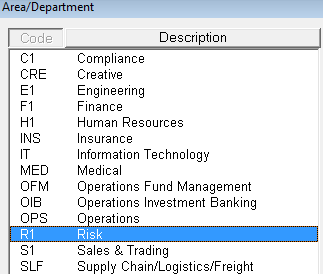 Area/Department
Code Description
C1 Compliance
CRE Creative
E1 Engineering
F1 Finance
H1 Human Resources
INS Insurance
IT Information Technology
MED Medical
OFM Operations Fund Management
OIB Operations Investment Banking
OPS Operations
R1 Risk
S1 Sales & Trading
SLF Supply Chain/Logistics/Freight